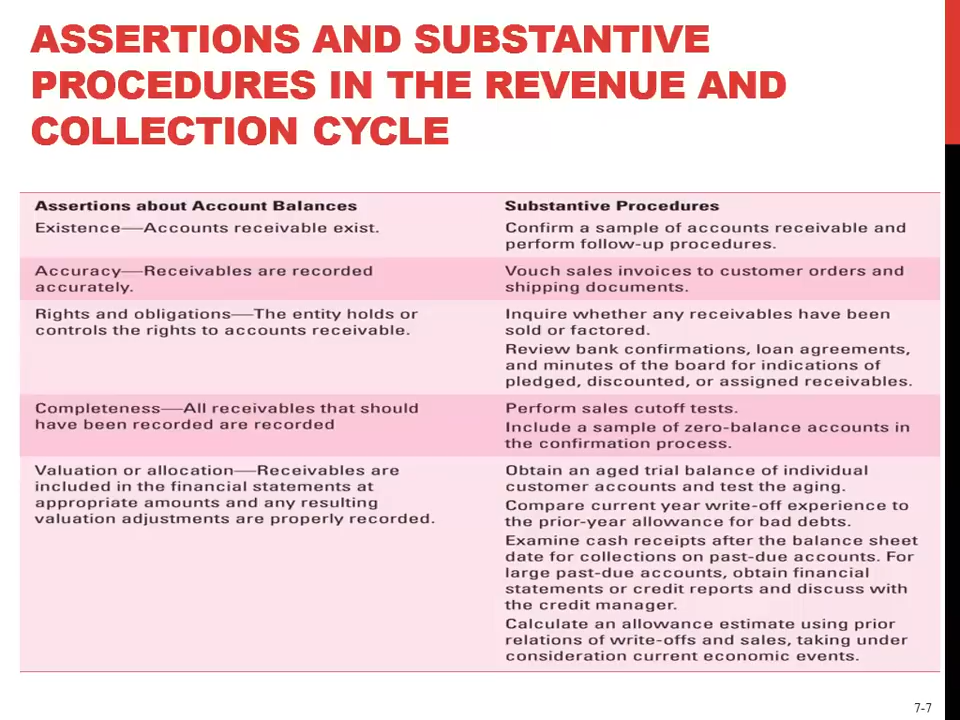 ASSERTIONS AND SUBSTANTIVE
PROCEDURES IN THE REVENUE AND
COLLECTION CYCLE
Assertions about Account Balances
Substantive Procedures
Existence—Accounts receivable exist.
Confirm a sample of accounts receivable and
perform follow-up procedures.
Accuracy—Receivables are recorded
accurately.
Vouch sales invoices to customer orders and
shipping documents.
Rights and obligations—The entity holds or
controls the rights to accounts receivable.
Inquire whether any receivables have been
sold or factored.
Review bank confirmations, loan agreements,
and minutes of the board for indications of
pledged, discounted, or assigned receivables.
Completeness—All receivables that should
have been recorded are recorded
Perform sales cutoff tests.
Include a sample of zero-balance accounts in
the confirmation process.
Valuation or allocation—Receivables are
included in the financial statements at
appropriate amounts and any resulting
valuation adjustments are properly recorded.
Obtain an aged trial balance of individual
customer accounts and test the aging.
Compare current year write-off experience to
the prior-year allowance for bad debts.
Examine cash receipts after the balance sheet
date for collections on past-due accounts. For
large past-due accounts, obtain financial
statements or credit reports and discuss with
the credit manager.
Calculate an allowance estimate using prior
relations of write-offs and sales, taking under
consideration current economic events.
7-7